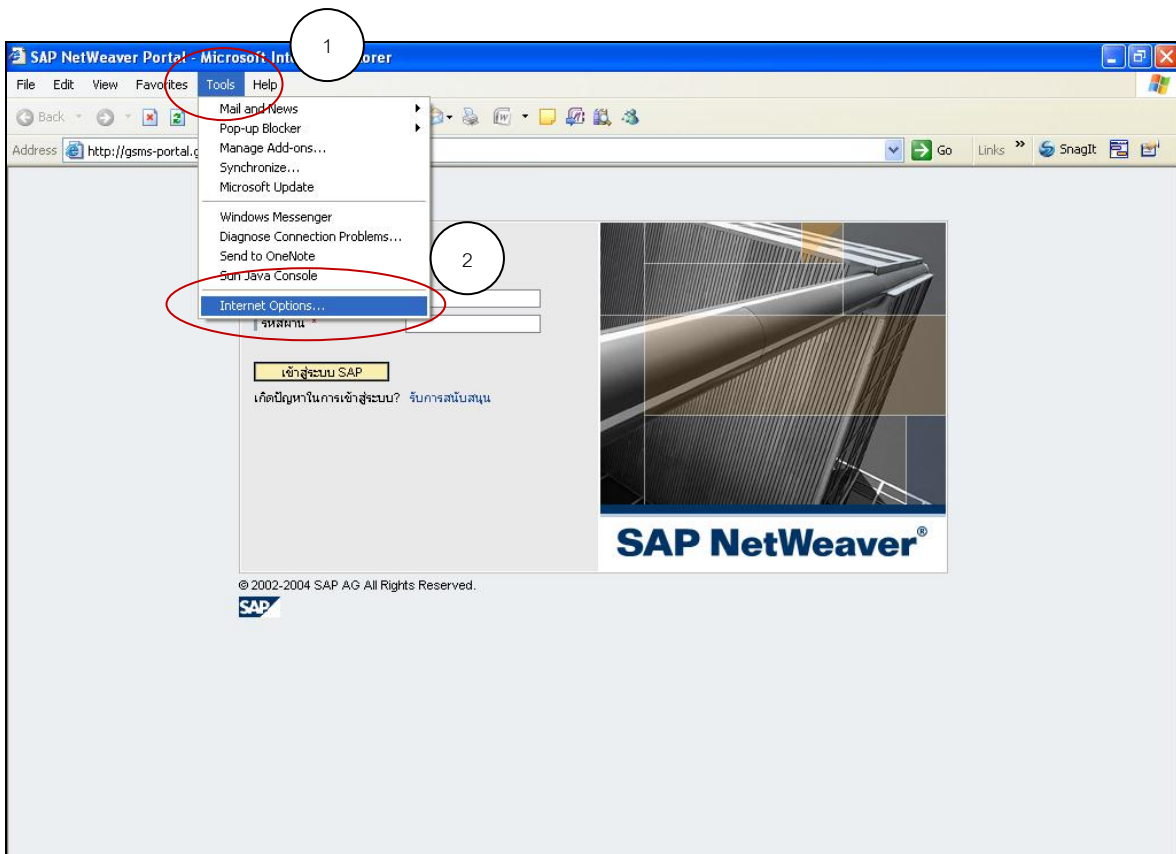 1
SAP NetWeaver Portal - Microsoft Int orer
File Edit View Favorites Tools Help
Back
Address http://gsms-portal.g Go Links » SnagIt
Mail and News
Pop-up Blocker
Manage Add-ons...
Synchronize...
Microsoft Update
Windows Messenger
Diagnose Connection Problems...
Send to OneNote
Sun Java Console
Internet Options...
2
รหัสผ่าน *
เข้าสู่ระบบ SAP
เกิดปัญหาในการเข้าสู่ระบบ? รับการสนับสนุน
SAP NetWeaver®
© 2002-2004 SAP AG All Rights Reserved.
SAP